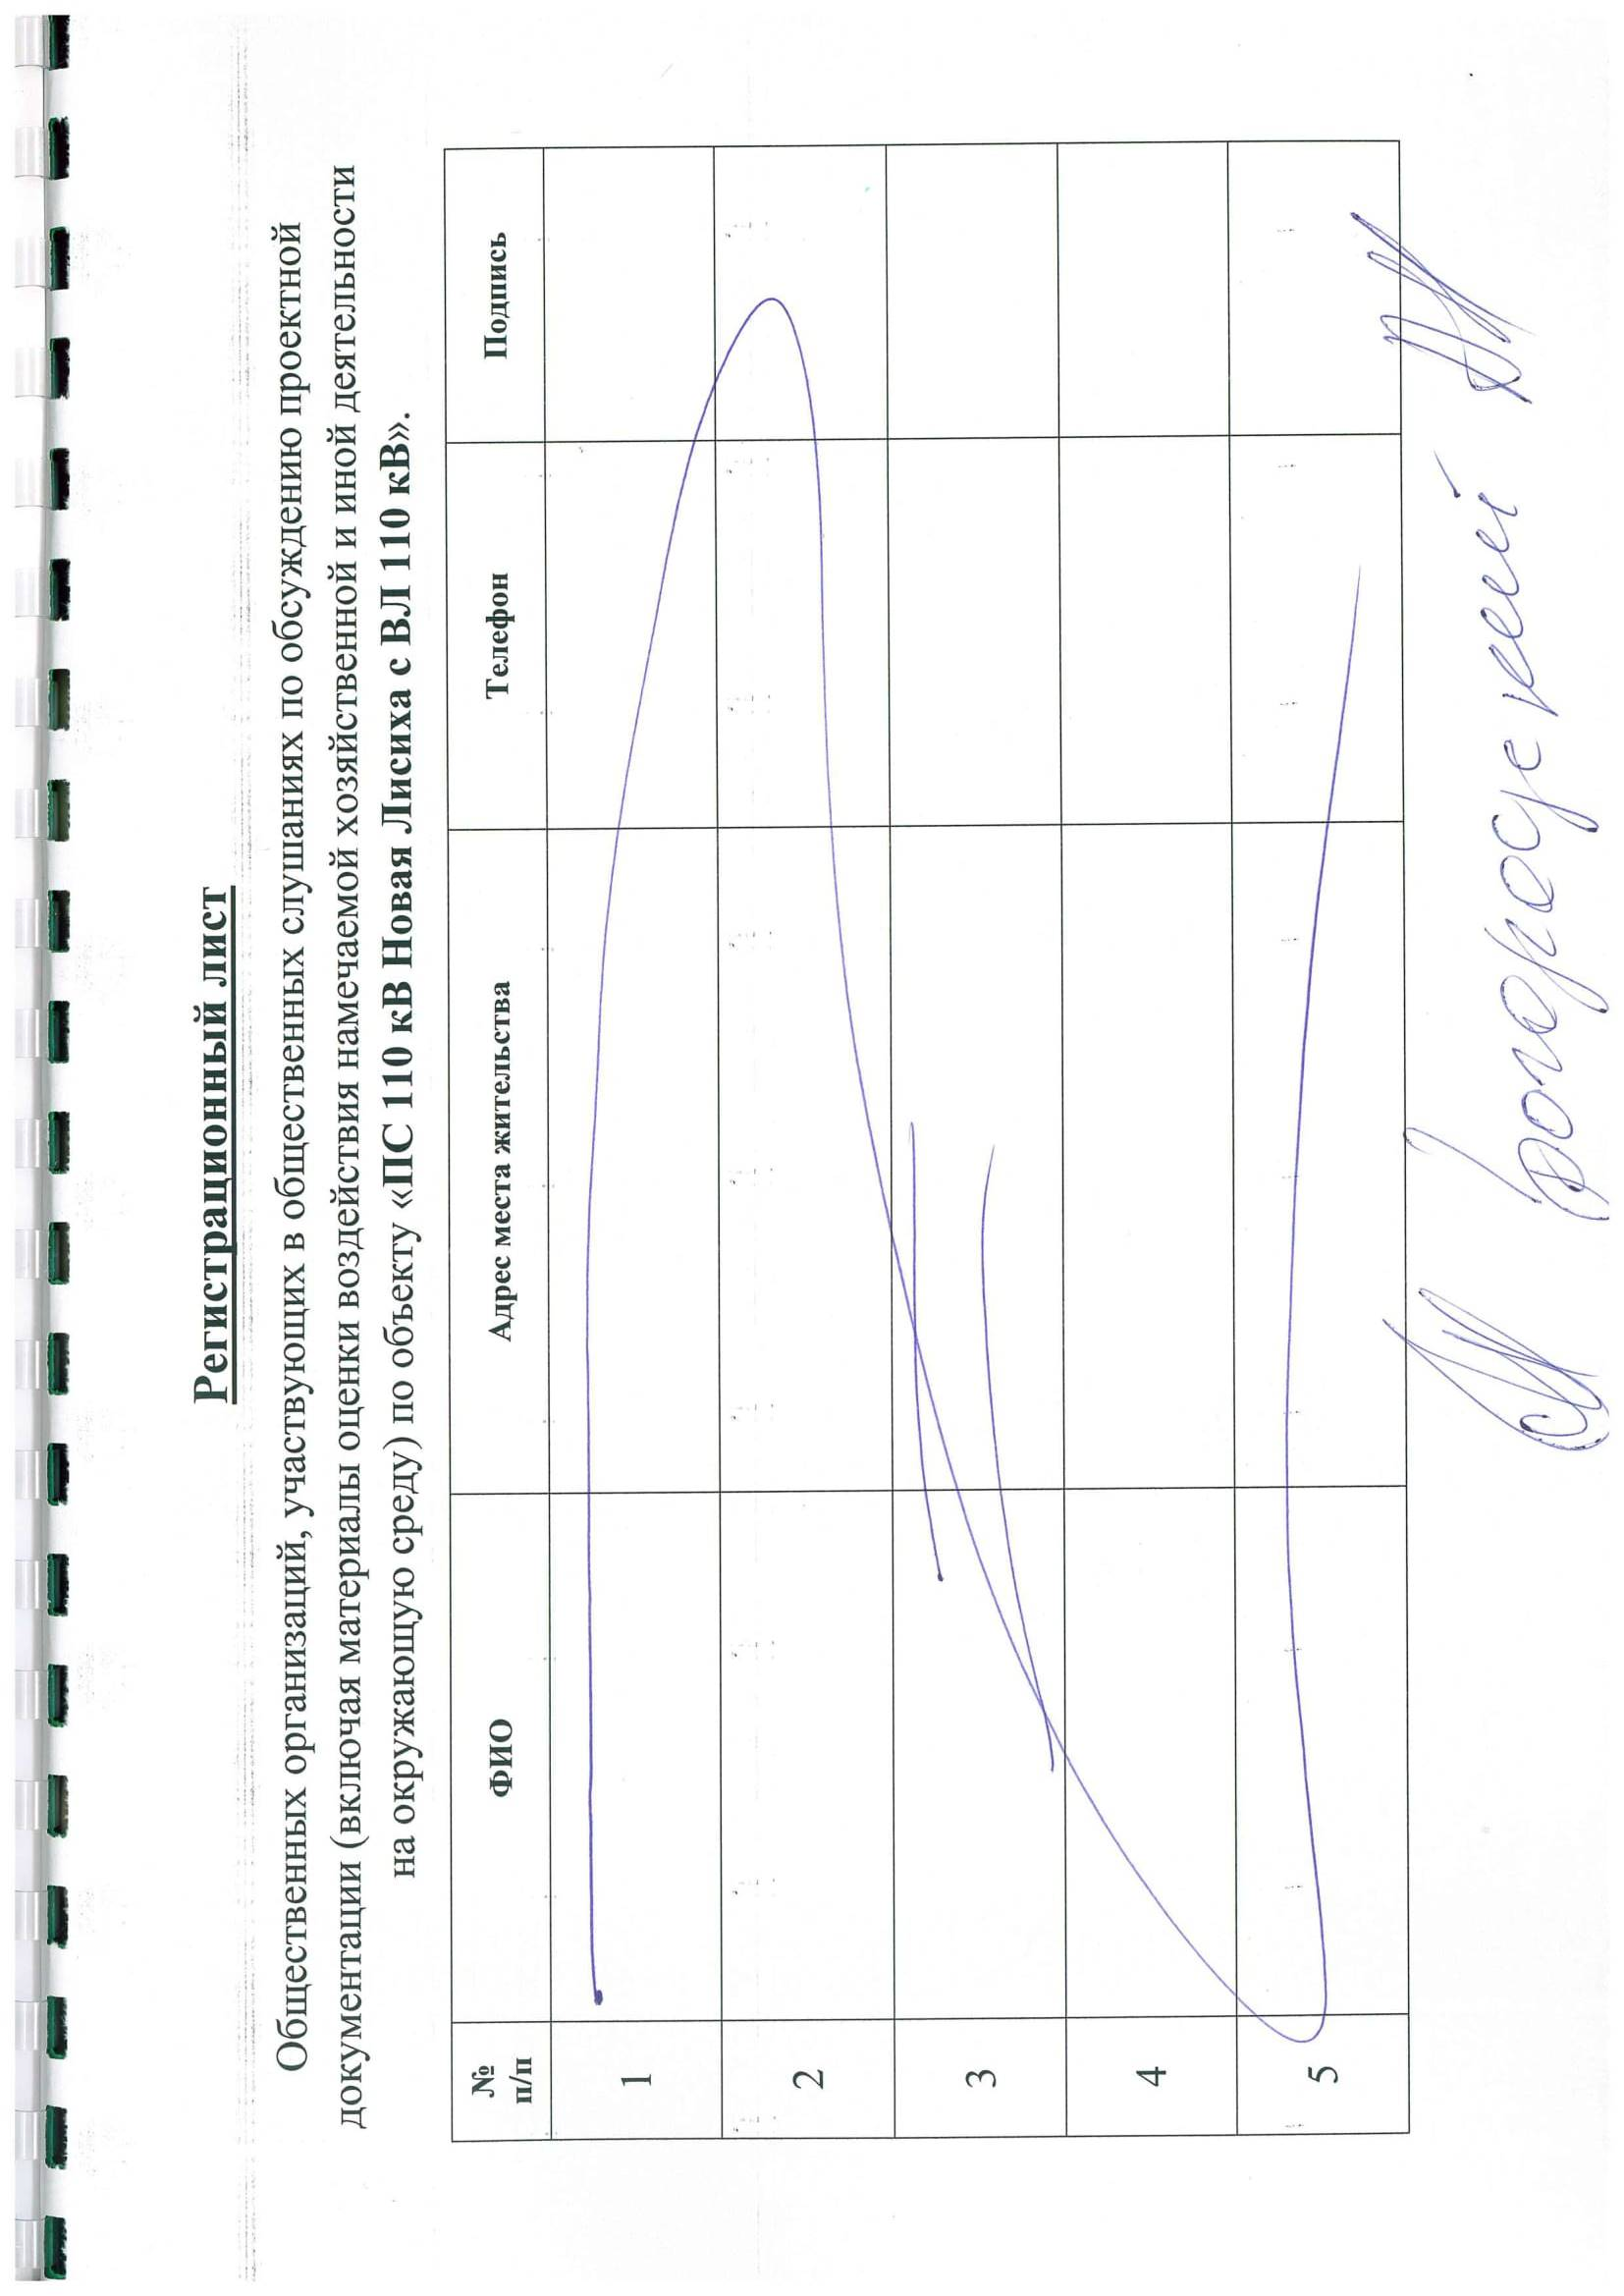 Регистрационный лист
Общественных организаций, участвующих в общественных слушаниях по обсуждению проектной
документации (включая материалы оценки воздействия намечаемой хозяйственной и иной деятельности
на окружающую среду) по объекту «ПС 110 кВ Новая Лисиха с ВЛ 110 кВ».
№ п/п ФИО Адрес места жительства Телефон Подпись
1
2
3
4
5